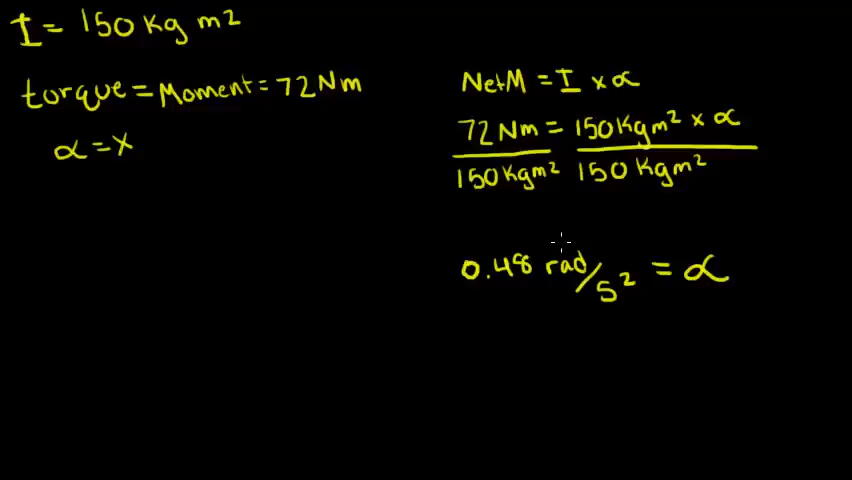 I = 150 kg m²
torque = Moment = 72 Nm
α = x
NetM = I x α
72 Nm = 150 Kgm² x α
150 Kgm² 150 Kgm²
0.48 rad/s² = α